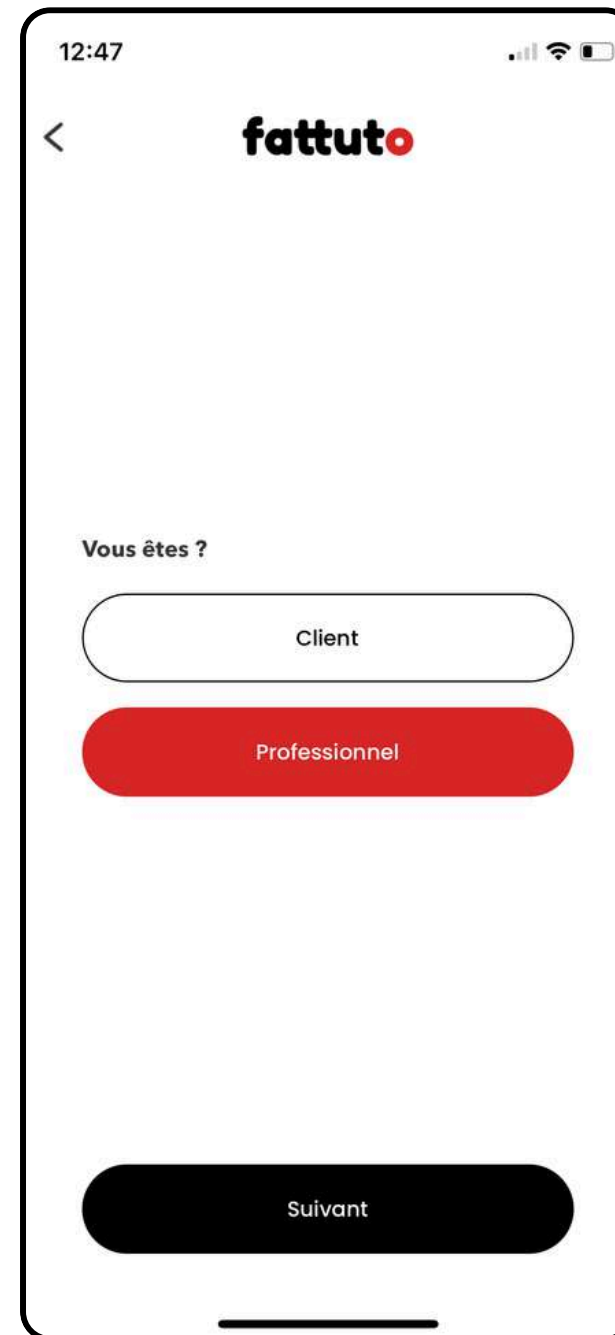 12:47
fattuto
Vous êtes ?
Client
Professionnel
Suivant